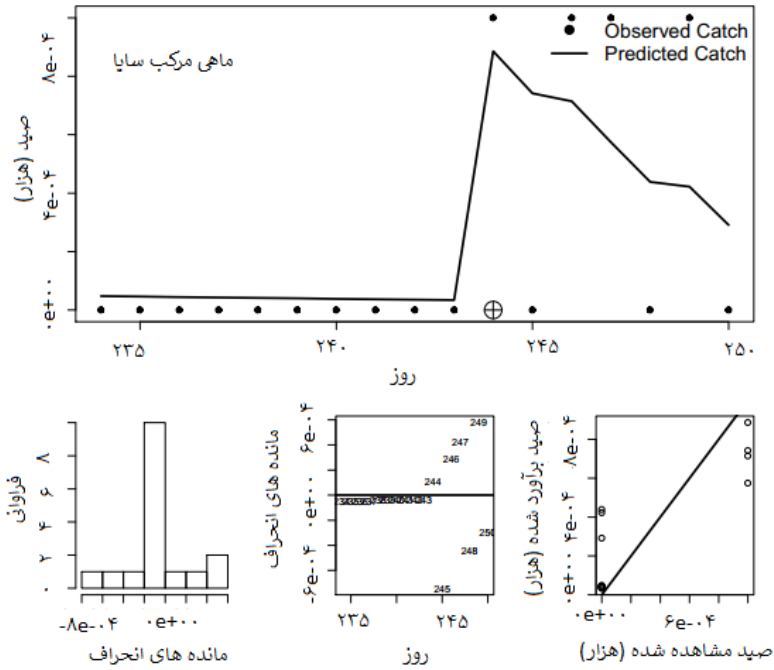 ماهی مرکب سایا
Observed Catch
Predicted Catch
صید (هزار)
۸e-۰۴
۴e-۰۴
۰e+۰۰
۲۳۵ ۲۴۰ ۲۴۵ ۲۵۰
روز
فراوانی
۸
۶
۴
۲
۰
-۸e-۰۴ ۰e+۰۰
مانده های انحراف
مانده های انحراف
۶e-۰۴
۰e+۰۰
-۶e-۰۴
249
247
246
244
243
250
248
245
۲۳۵ ۲۴۵
روز
صید برآورد شده (هزار)
۸e-۰۴
۴e-۰۴
۰e+۰۰
۰e+۰۰ ۶e-۰۴
صید مشاهده شده (هزار)